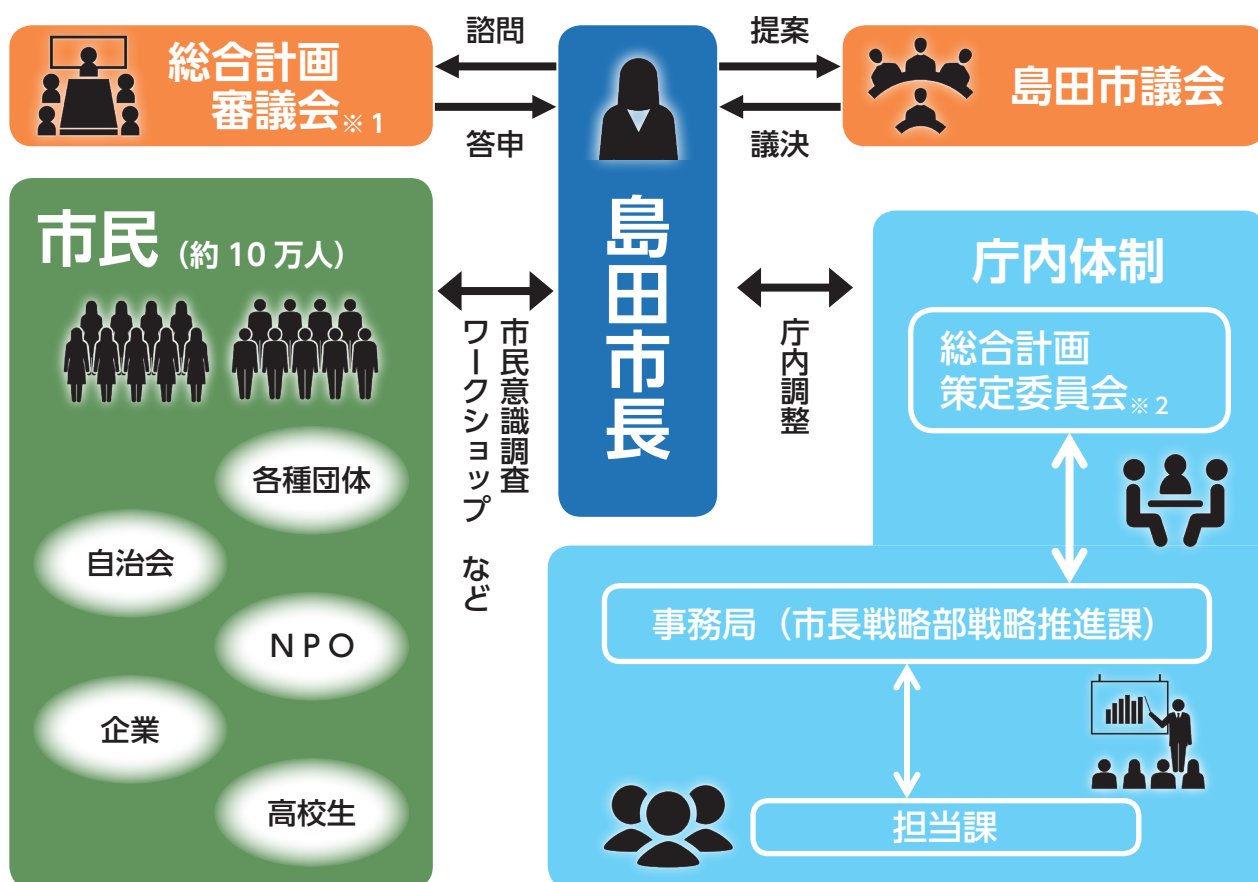 総合計画
審議会※1
諮問
答申
島田市長
提案
議決
島田市議会
市民（約10万人）
各種団体
自治会
NPO
企業
高校生
市民意識調査
ワークショップ など
庁内調整
庁内体制
総合計画
策定委員会※2
事務局（市長戦略部戦略推進課）
担当課